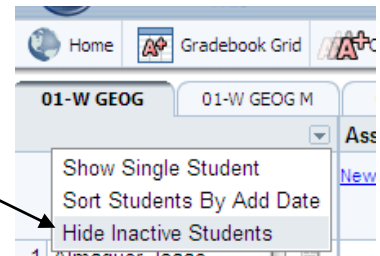 Home Gradebook Grid
01-W GEOG 01-W GEOG M
Ass
Show Single Student New
Sort Students By Add Date
Hide Inactive Students
1